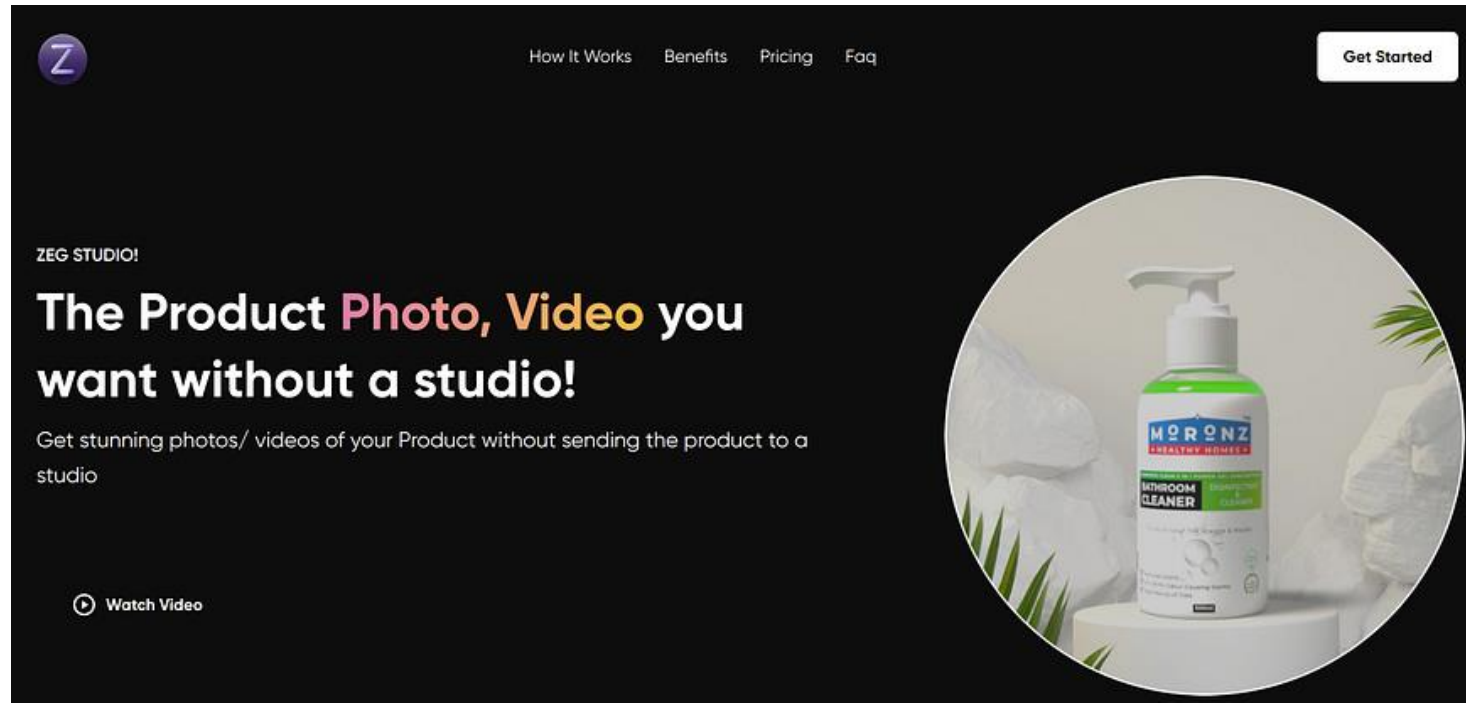 Z
How It Works Benefits Pricing Faq
Get Started
ZEG STUDIO!
The Product Photo, Video you
want without a studio!
Get stunning photos/ videos of your Product without sending the product to a
studio
Watch Video
MORONZ
HEALTHY HOMES
BATHROOM
CLEANER
DISINFECTANT
&
CLEANER